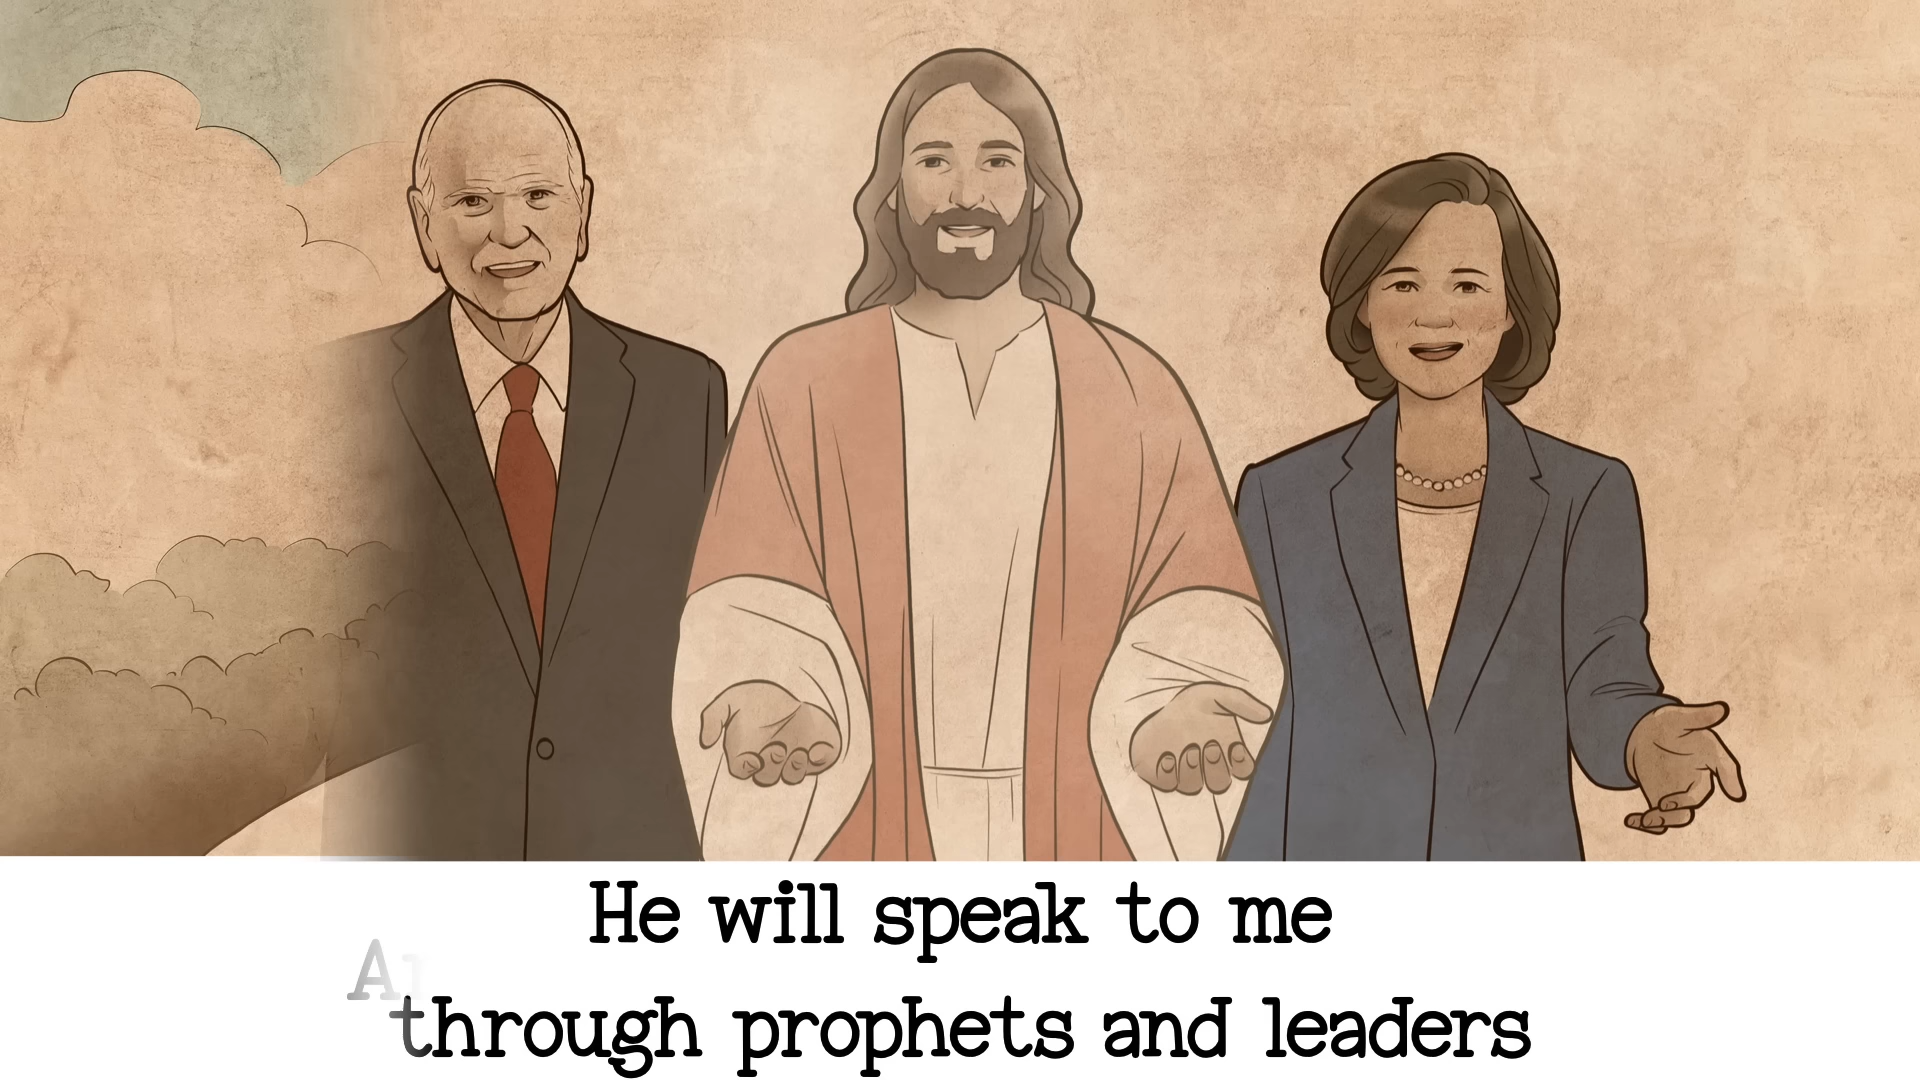 He will speak to me
through prophets and leaders